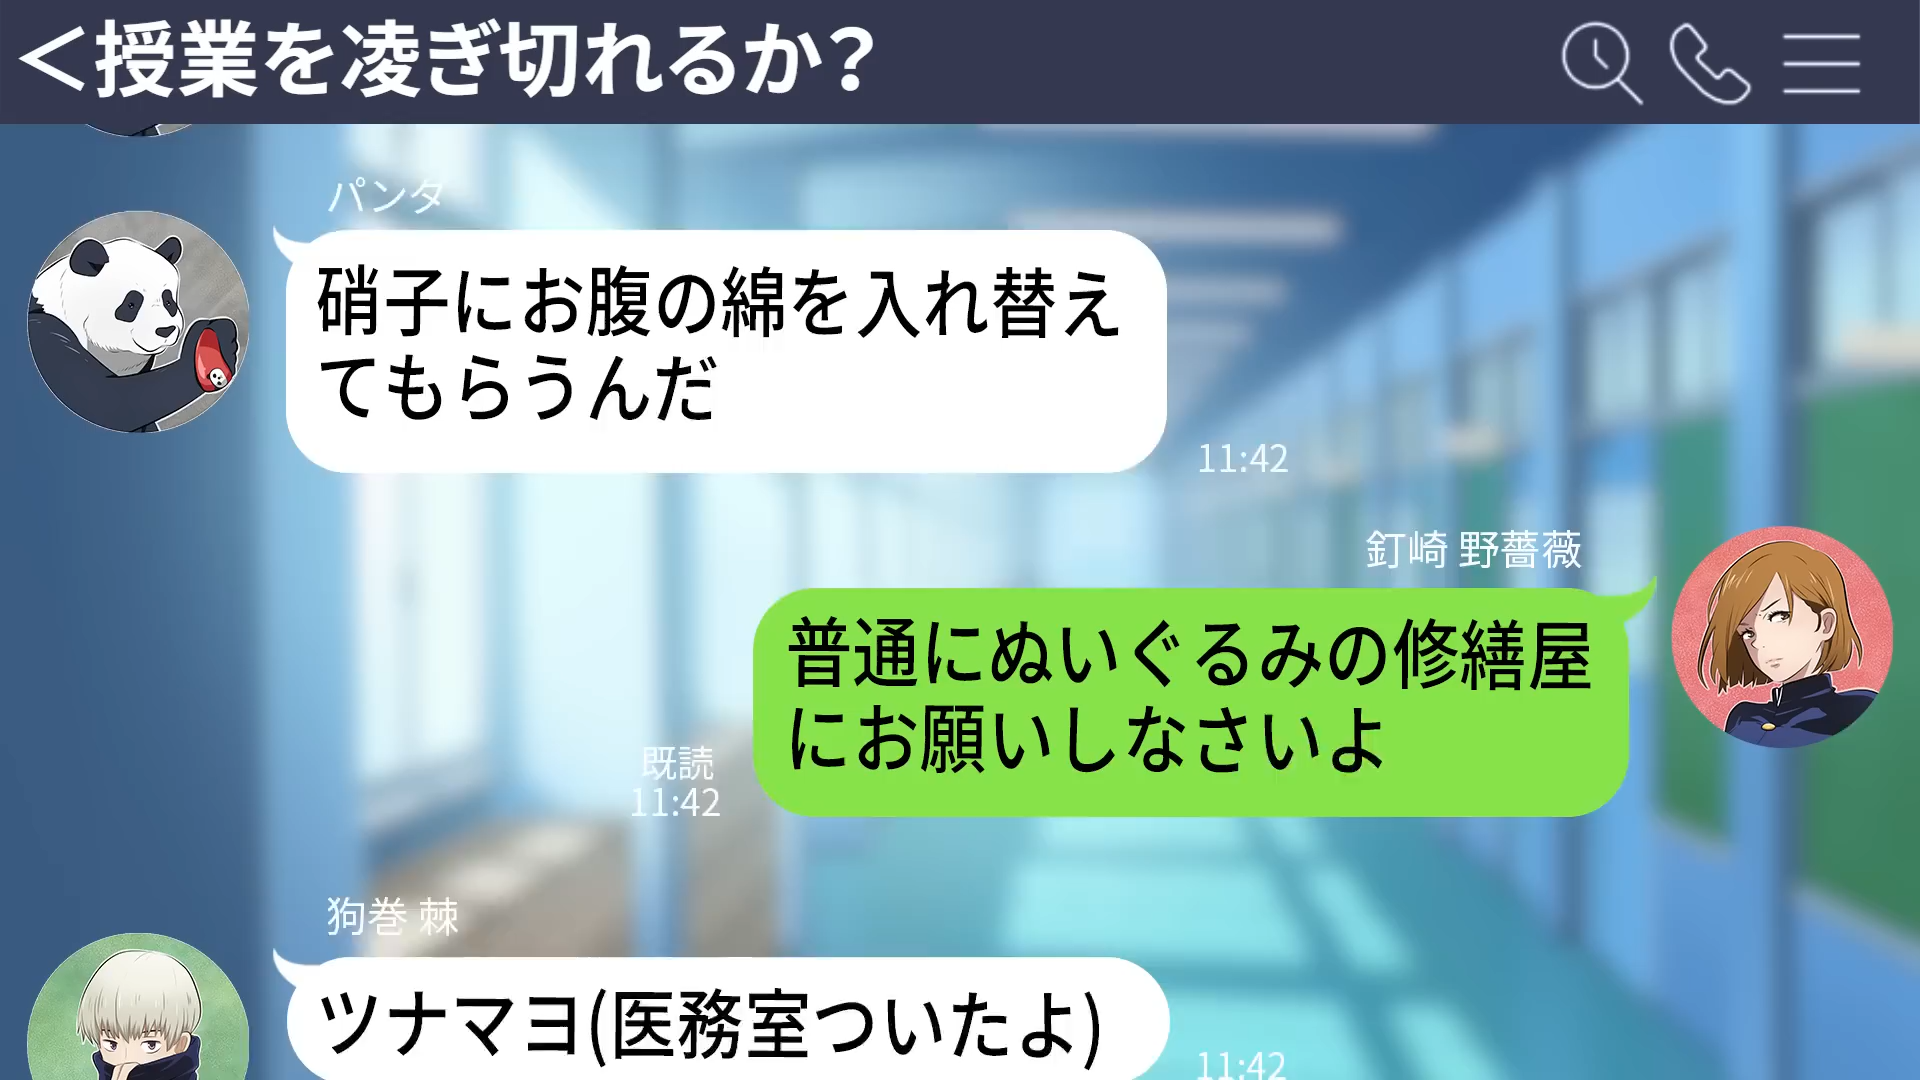 ＜授業を凌ぎ切れるか？
パンダ
硝子にお腹の綿を入れ替え
てもらうんだ
11:42
釘崎 野薔薇
普通にぬいぐるみの修繕屋
にお願いしなさいよ
既読
11:42
狗巻 棘
ツナマヨ(医務室ついたよ)
11:42